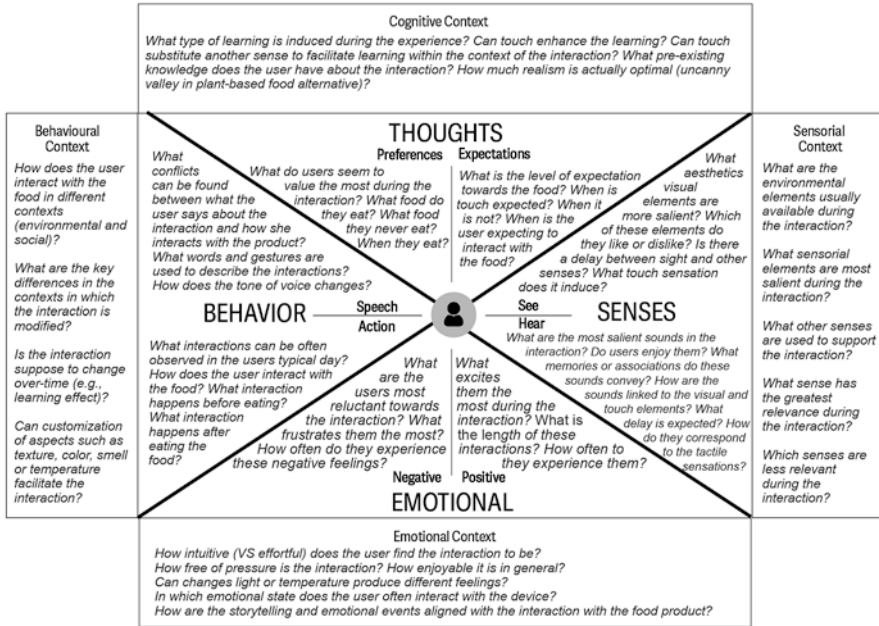 Cognitive Context
What type of learning is induced during the experience? Can touch enhance the learning? Can touch
substitute another sense to facilitate learning within the context of the interaction? What pre-existing
knowledge does the user have about the interaction? How much realism is actually optimal (uncanny
valley in plant-based food alternative)?
Behavioural
Context
How does the user
interact with the
food in different
contexts
(environmental and
social)?
What are the key
differences in the
contexts in which
the interaction is
modified?
Is the interaction
suppose to change
over-time (e.g.,
learning effect)?
Can customization
of aspects such as
texture, color, smell
or temperature
facilitate the
interaction?
THOUGHTS
Preferences
What do users seem to
value the most during the
interaction? What food do
they eat? What food
they never eat?
When they eat?
Expectations
What is the level of expectation
towards the food? When is
touch expected? When it
is not? When is the
user expecting to
interact with
the food?
What
conflicts
can be found
between what the
user says about the
interaction and how she
interacts with the product?
What words and gestures are
used to describe the interactions?
How does the tone of voice changes?
BEHAVIOR
Speech
Action
What interactions can be often
observed in the users typical day?
How does the user interact with
the food? What interaction
happens before eating?
What interaction
happens after
eating the
food?
What
aesthetics
visual
elements are
more salient? Which
of these elements do
they like or dislike? Is there
a delay between sight and other
senses? What touch sensation
does it induce?
See
Hear
SENSES
What are the most salient sounds in the
interaction? Do users enjoy them? What
memories or associations do these
sounds convey? How are the
sounds linked to the visual and
touch elements? What
delay is expected? How
do they correspond
to the tactile
sensations?
What
are the
users most
reluctant towards
the interaction? What
frustrates them the most?
How often do they experience
these negative feelings?
Negative
What
excites
them the
most during the
interaction? What is
the length of these
interactions? How often to
they experience them?
Positive
EMOTIONAL
Sensorial
Context
What are the
environmental
elements usually
available during
the interaction?
What sensorial
elements are most
salient during the
interaction?
What other senses
are used to support
the interaction?
What sense has
the greatest
relevance during
the interaction?
Which senses are
less relevant
during the
interaction?
Emotional Context
How intuitive (VS effortful) does the user find the interaction to be?
How free of pressure is the interaction? How enjoyable it is in general?
Can changes light or temperature produce different feelings?
In which emotional state does the user often interact with the device?
How are the storytelling and emotional events aligned with the interaction with the food product?